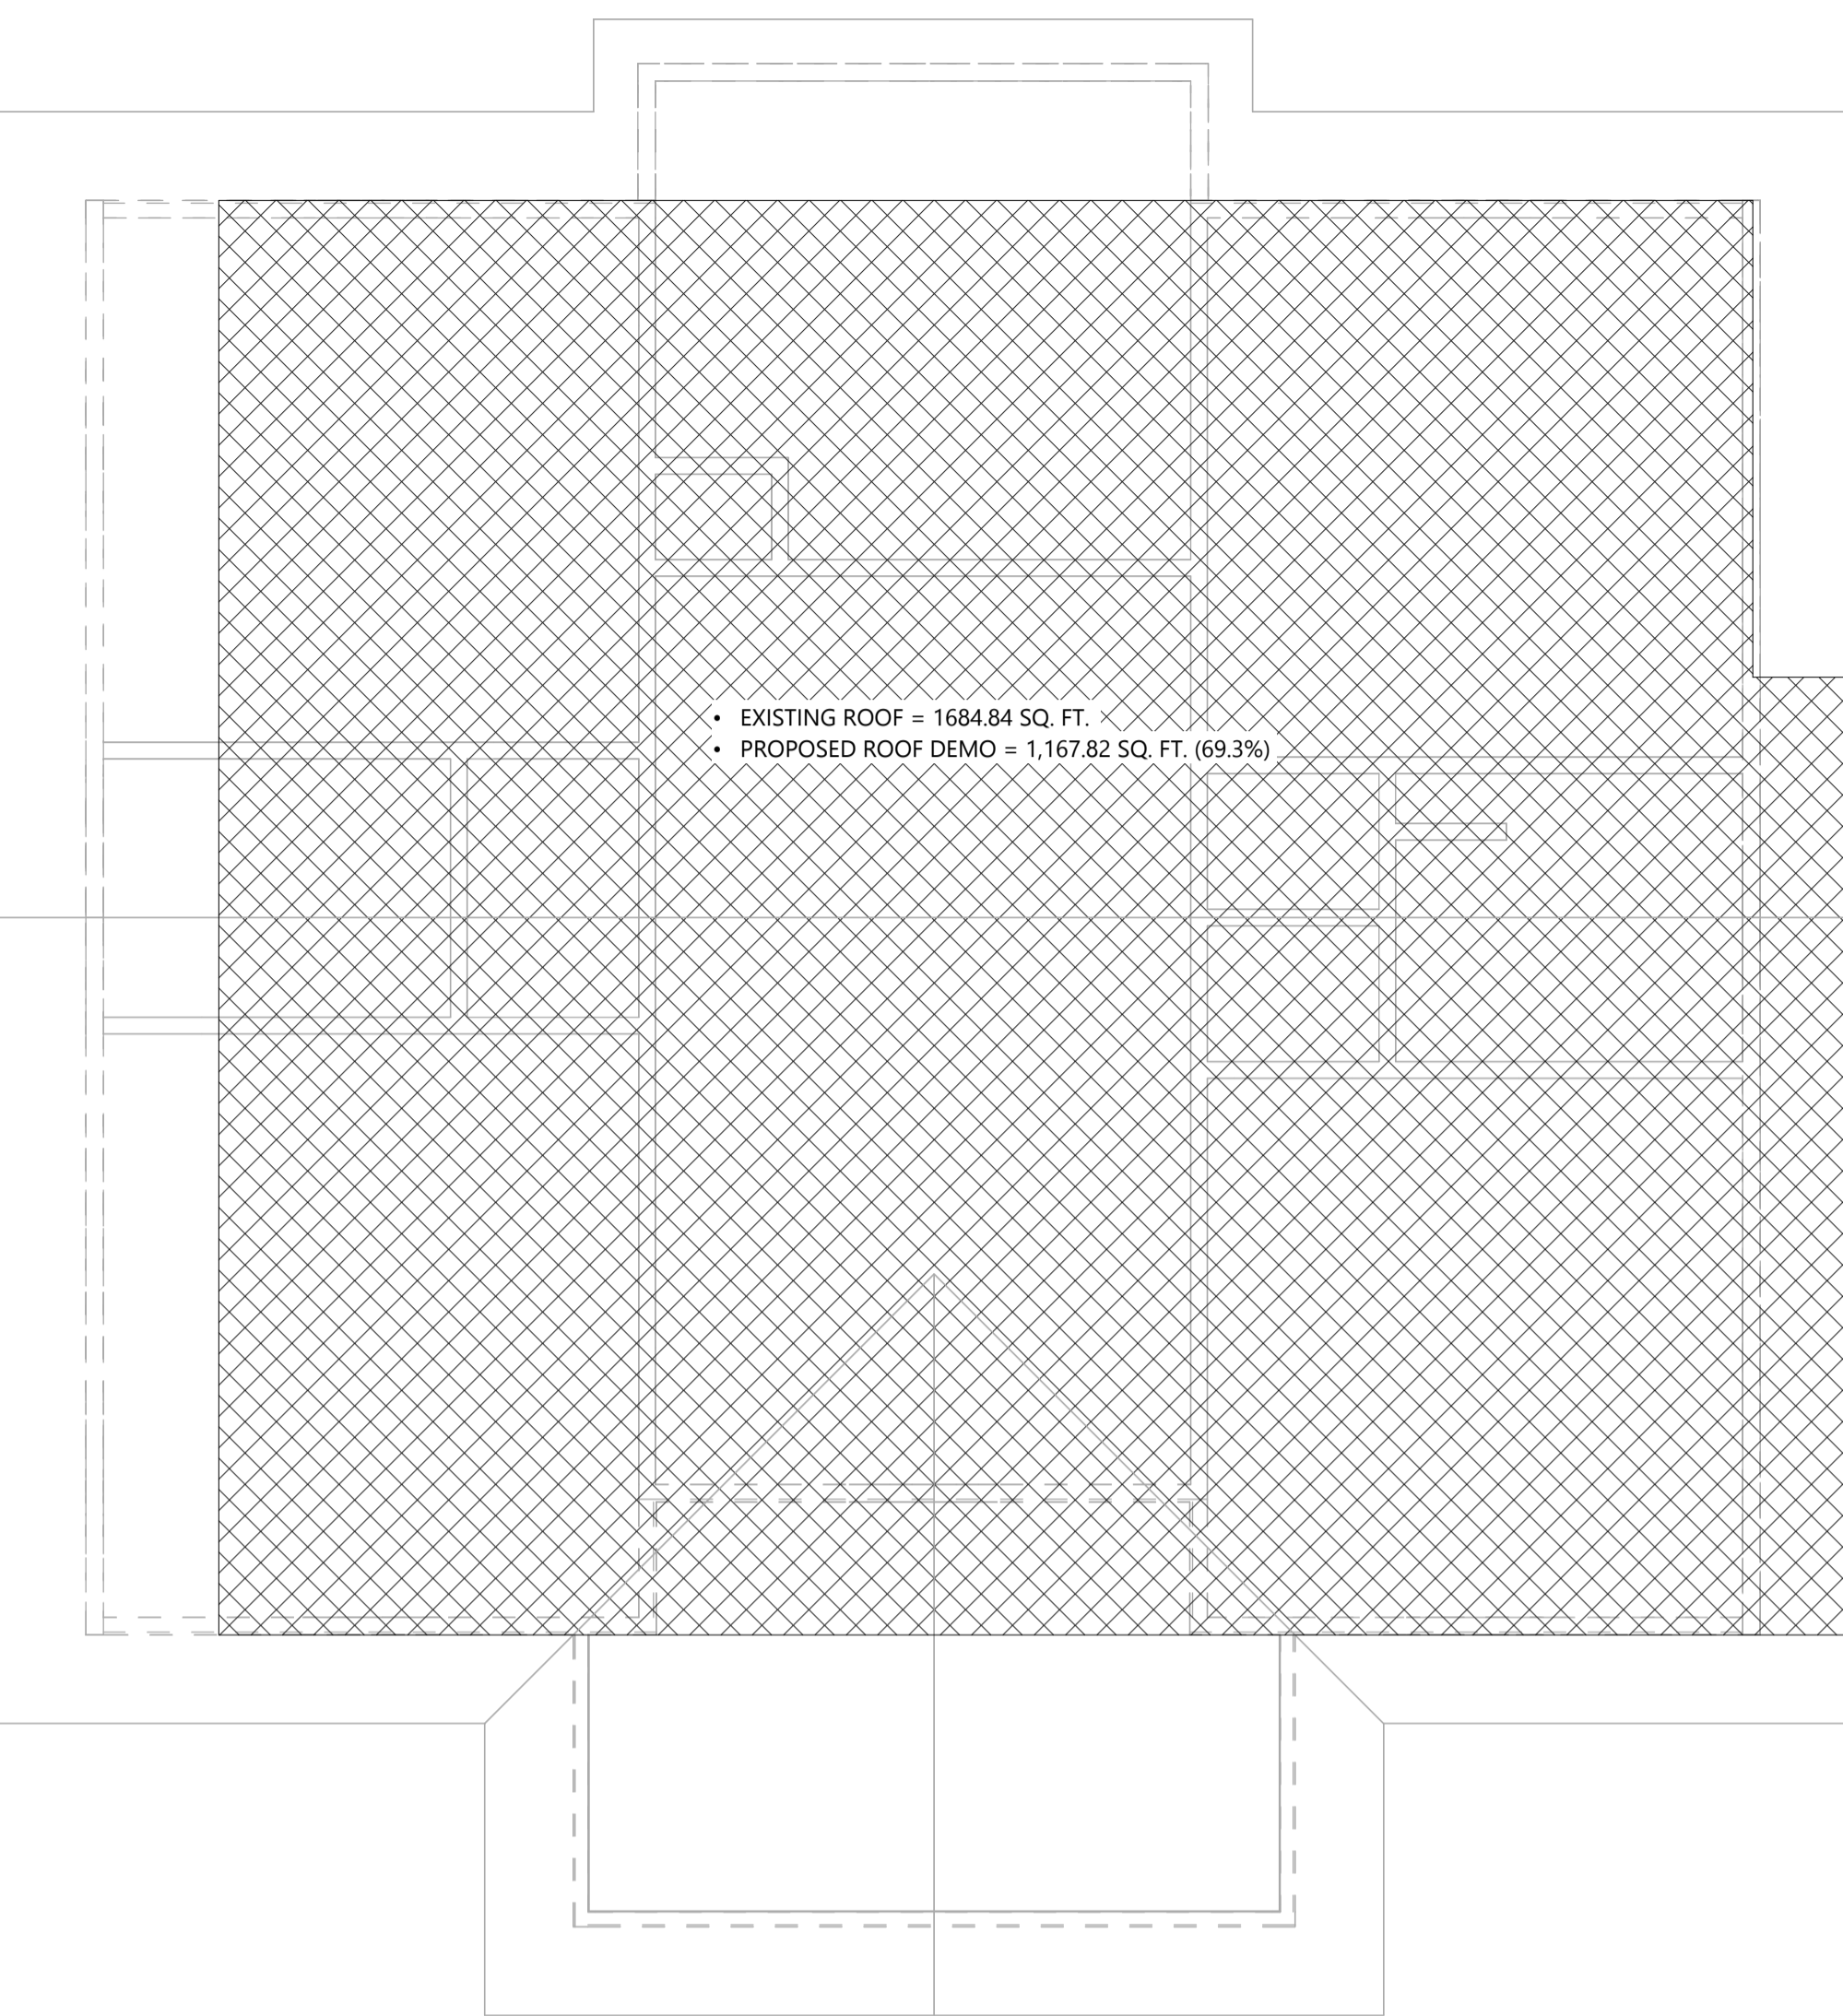 • EXISTING ROOF = 1684.84 SQ. FT.
• PROPOSED ROOF DEMO = 1,167.82 SQ. FT. (69.3%)